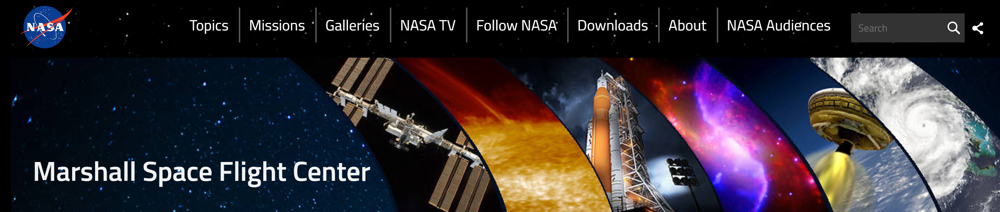 NASA
Topics
Missions
Galleries
NASA TV
Follow NASA
Downloads
About
NASA Audiences
Search
Marshall Space Flight Center